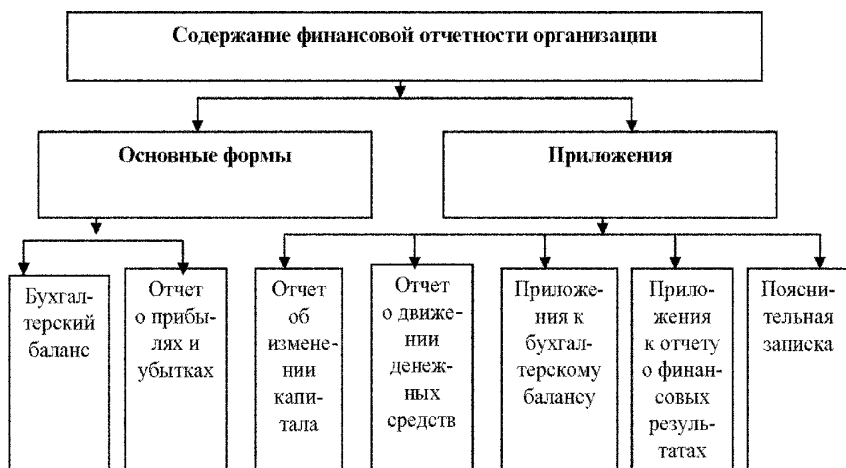 Содержание финансовой отчетности организации
Основные формы
Приложения
Бухгал-
терский
баланс
Отчет
о прибы-
лях и
убытках
Отчет
об
измене-
нии
капи-
тала
Отчет
о движе-
нии
денеж-
ных
средств
Приложе-
ния к
бухгал-
терскому
балансу
Прило-
жения
к отчету
о финан-
совых
резуль-
татах
Поясни-
тельная
записка